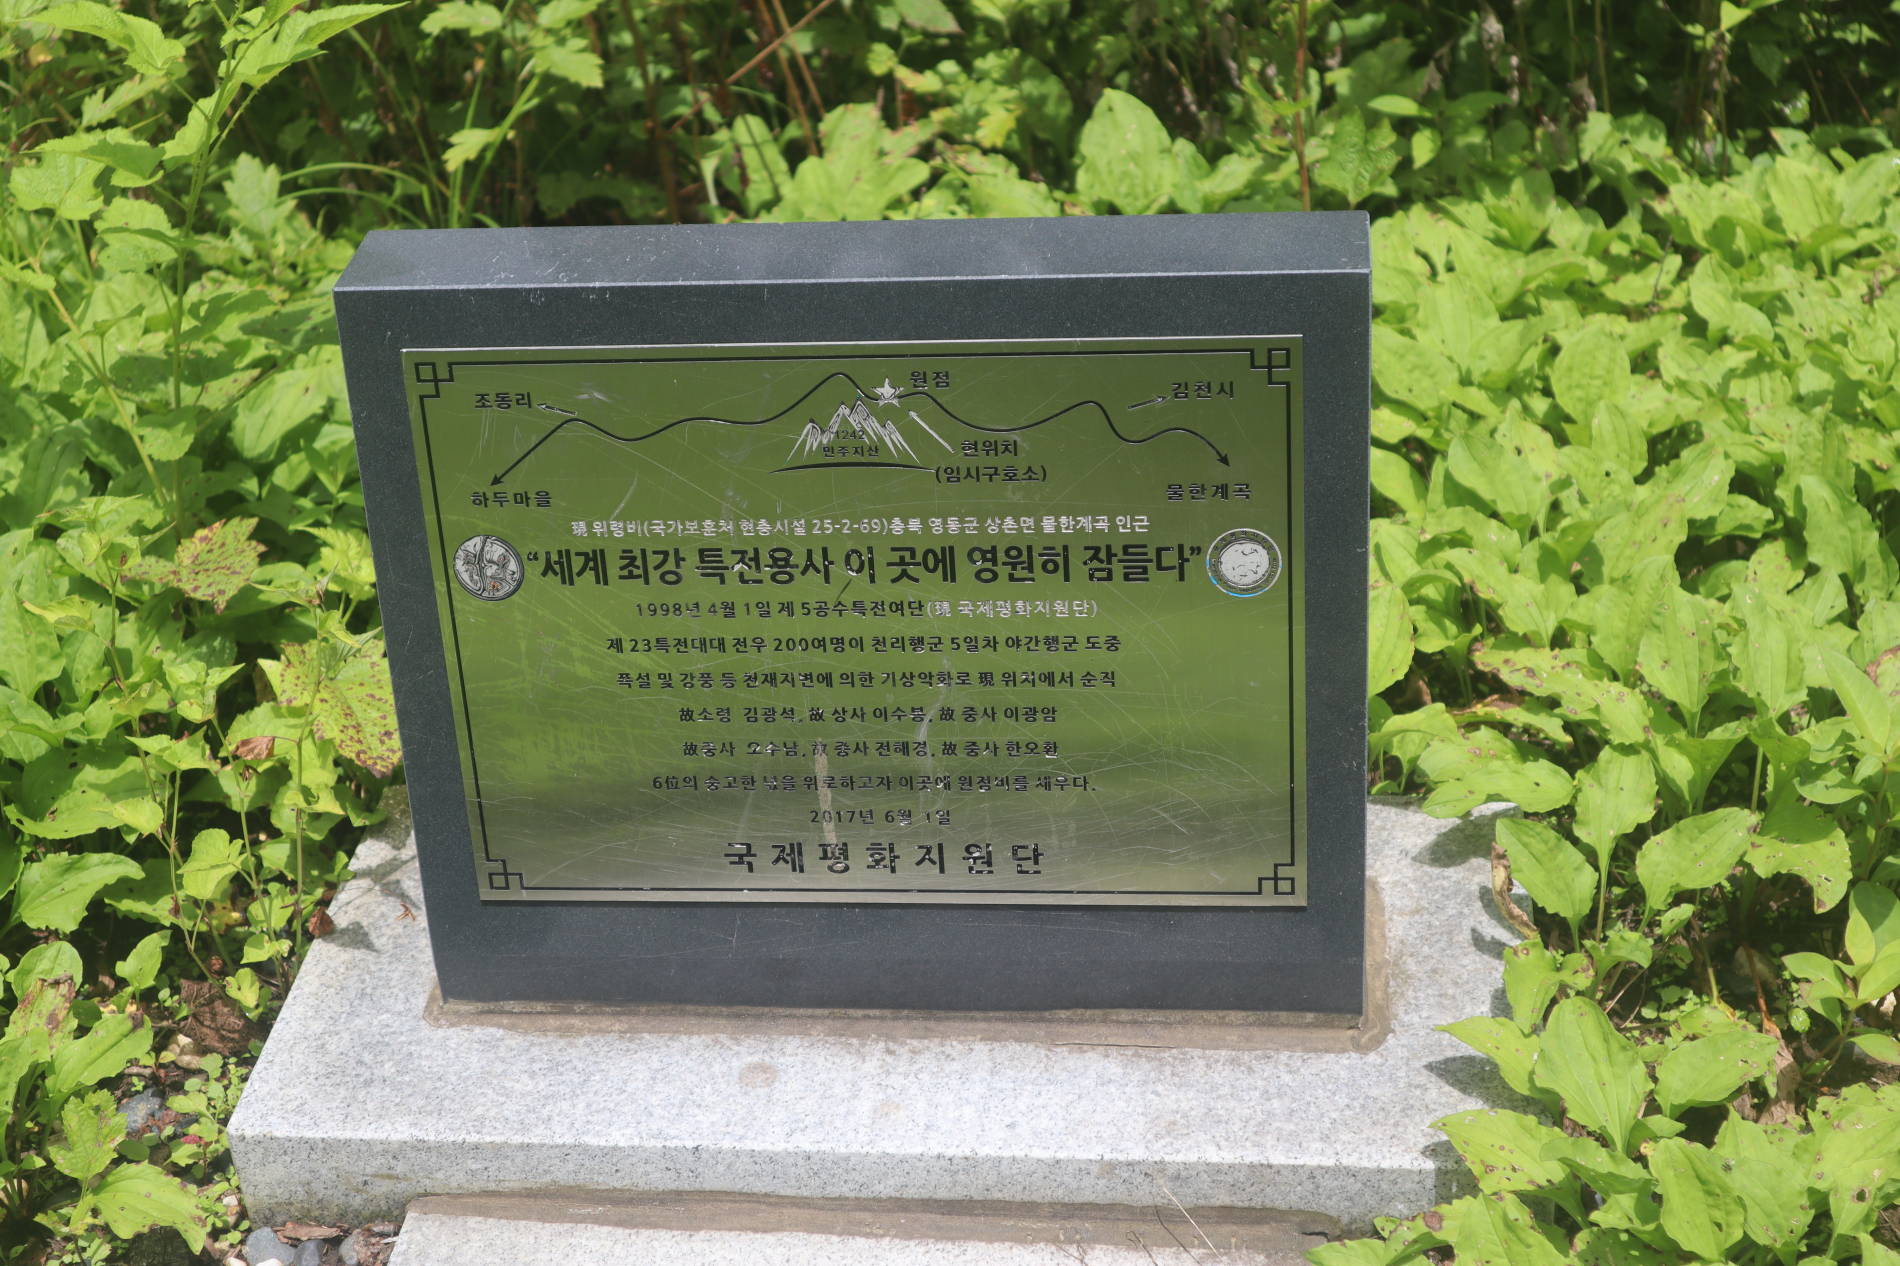 원점
조동리
김천시
1242
민주지산
현위치
(임시구호소)
하두마을
물한계곡
現 위령비(국가보훈처 현충시설 25-2-69)충북 영동군 상촌면 물한계곡 인근
“세계 최강 특전용사 이 곳에 영원히 잠들다”
1998년 4월 1일 제 5공수특전여단(現 국제평화지원단)
제 23특전대대 전우 200여명이 천리행군 5일차 야간행군 도중
폭설 및 강풍 등 천재지변에 의한 기상악화로 現 위치에서 순직
故소령 김광석, 故 상사 이수봉, 故 중사 이광암
故중사 오수남, 故 중사 전해경, 故 중사 한오환
6位의 숭고한 넋을 위로하고자 이곳에 원점비를 세우다.
2017년 6월 1일
국제평화지원단